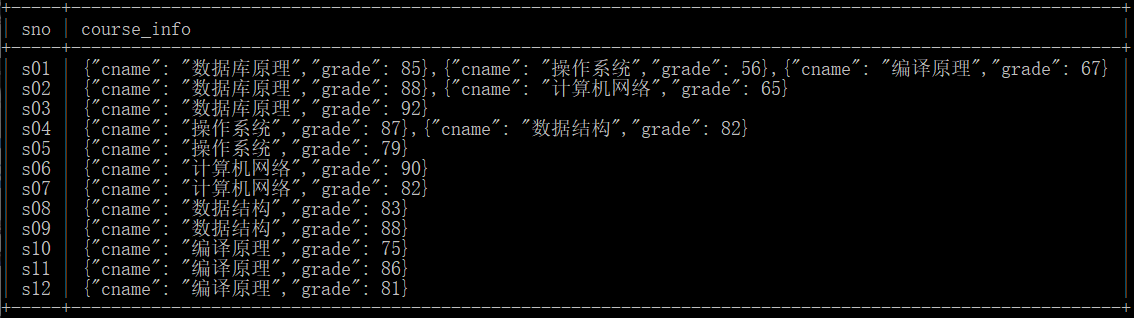 sno | course_info
s01 | {"cname": "数据库原理","grade": 85},{"cname": "操作系统","grade": 56},{"cname": "编译原理","grade": 67}
s02 | {"cname": "数据库原理","grade": 88},{"cname": "计算机网络","grade": 65}
s03 | {"cname": "数据库原理","grade": 92}
s04 | {"cname": "操作系统","grade": 87},{"cname": "数据结构","grade": 82}
s05 | {"cname": "操作系统","grade": 79}
s06 | {"cname": "计算机网络","grade": 90}
s07 | {"cname": "计算机网络","grade": 82}
s08 | {"cname": "数据结构","grade": 83}
s09 | {"cname": "数据结构","grade": 88}
s10 | {"cname": "编译原理","grade": 75}
s11 | {"cname": "编译原理","grade": 86}
s12 | {"cname": "编译原理","grade": 81}